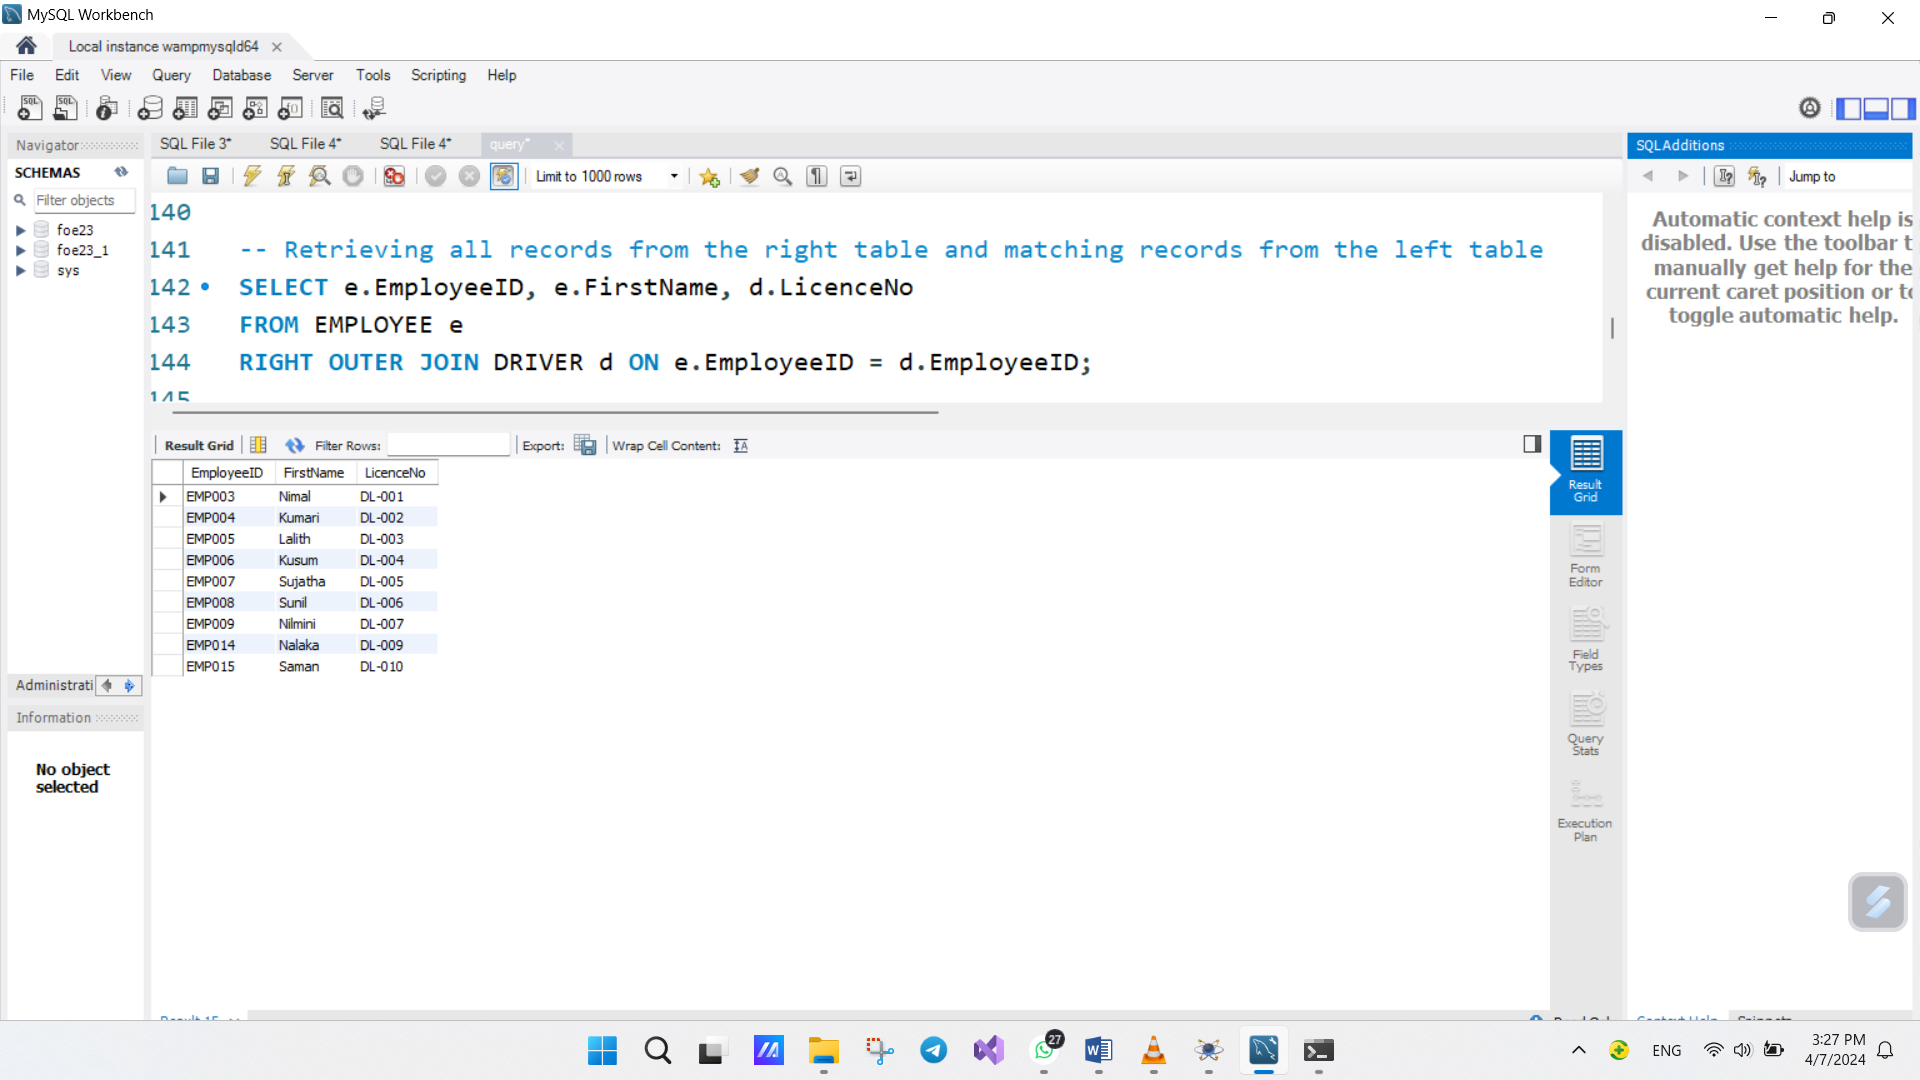 MySQL Workbench
Local instance wampmysqld64
File Edit View Query Database Server Tools Scripting Help
Navigator
SCHEMAS
Filter objects
foe23
foe23_1
sys
Administrati
Information
No object
selected
SQL File 3* SQL File 4* SQL File 4* query*
Limit to 1000 rows
140
141 -- Retrieving all records from the right table and matching records from the left table
142 SELECT e.EmployeeID, e.FirstName, d.LicenceNo
143 FROM EMPLOYEE e
144 RIGHT OUTER JOIN DRIVER d ON e.EmployeeID = d.EmployeeID;
145
Result Grid Filter Rows: Export: Wrap Cell Content:
EmployeeID FirstName LicenceNo
EMP003 Nimal DL-001
EMP004 Kumari DL-002
EMP005 Lalith DL-003
EMP006 Kusum DL-004
EMP007 Sujatha DL-005
EMP008 Sunil DL-006
EMP009 Nilmini DL-007
EMP014 Nalaka DL-009
EMP015 Saman DL-010
Result
Grid
Form
Editor
Field
Types
Query
Stats
Execution
Plan
SQLAdditions
Jump to
Automatic context help is
disabled. Use the toolbar t
manually get help for the
current caret position or to
toggle automatic help.
Result 15
Context Help Snippets
27
ENG
3:27 PM
4/7/2024